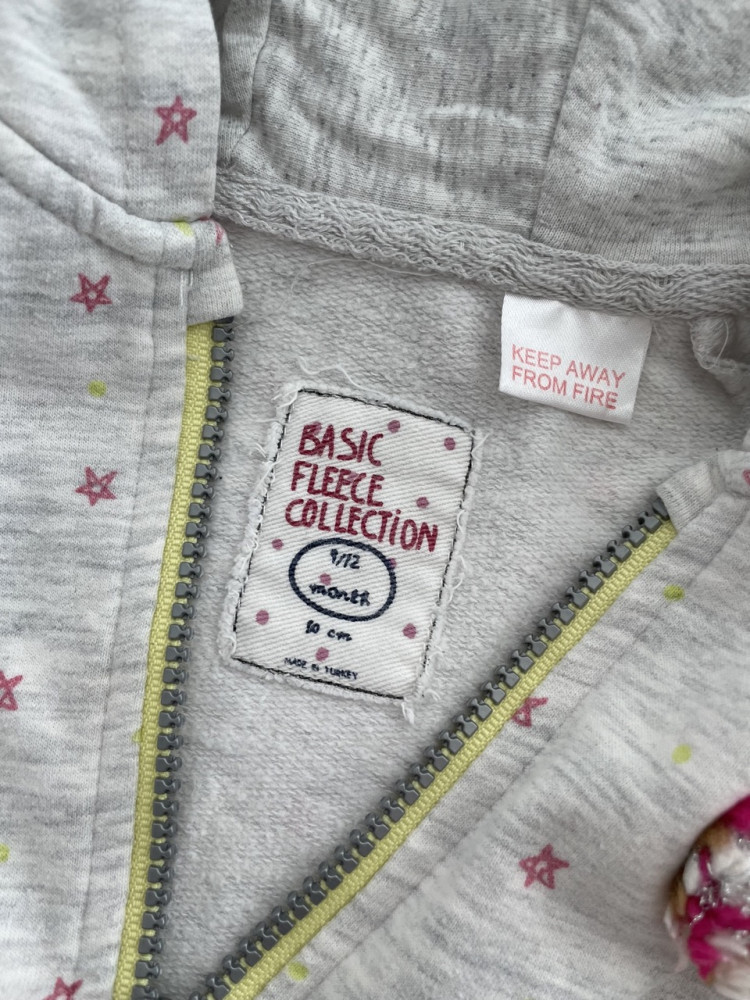 KEEP AWAY
FROM FIRE
BASIC
FLEECE
COLLECTiON
9/12
month
80 cm
MADE IN TURKEY